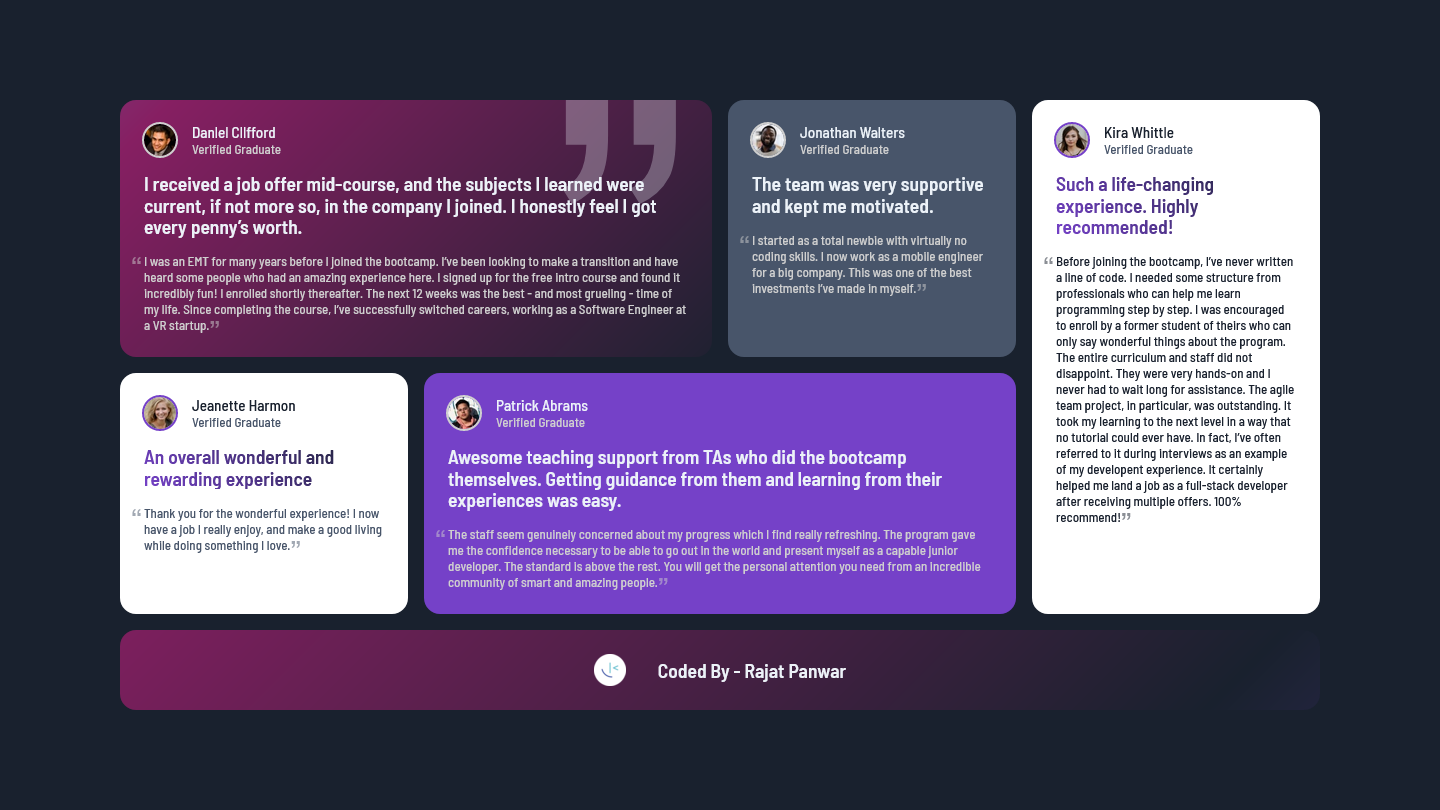 Daniel Clifford
Verified Graduate
I received a job offer mid-course, and the subjects I learned were
current, if not more so, in the company I joined. I honestly feel I got
every penny’s worth.
“ I was an EMT for many years before I joined the bootcamp. I’ve been looking to make a transition and have
heard some people who had an amazing experience here. I signed up for the free intro course and found it
incredibly fun! I enrolled shortly thereafter. The next 12 weeks was the best - and most grueling - time of
my life. Since completing the course, I’ve successfully switched careers, working as a Software Engineer at
a VR startup. ”
Jonathan Walters
Verified Graduate
The team was very supportive
and kept me motivated.
“ I started as a total newbie with virtually no
coding skills. I now work as a mobile engineer
for a big company. This was one of the best
investments I’ve made in myself. ”
Kira Whittle
Verified Graduate
Such a life-changing
experience. Highly
recommended!
“ Before joining the bootcamp, I’ve never written
a line of code. I needed some structure from
professionals who can help me learn
programming step by step. I was encouraged
to enroll by a former student of theirs who can
only say wonderful things about the program.
The entire curriculum and staff did not
disappoint. They were very hands-on and I
never had to wait long for assistance. The agile
team project, in particular, was outstanding. It
took my learning to the next level in a way that
no tutorial could ever have. In fact, I’ve often
referred to it during interviews as an example
of my developent experience. It certainly
helped me land a job as a full-stack developer
after receiving multiple offers. 100%
recommend! ”
Jeanette Harmon
Verified Graduate
An overall wonderful and
rewarding experience
“ Thank you for the wonderful experience! I now
have a job I really enjoy, and make a good living
while doing something I love. ”
Patrick Abrams
Verified Graduate
Awesome teaching support from TAs who did the bootcamp
themselves. Getting guidance from them and learning from their
experiences was easy.
“ The staff seem genuinely concerned about my progress which I find really refreshing. The program gave
me the confidence necessary to be able to go out in the world and present myself as a capable junior
developer. The standard is above the rest. You will get the personal attention you need from an incredible
community of smart and amazing people. ”
Coded By - Rajat Panwar